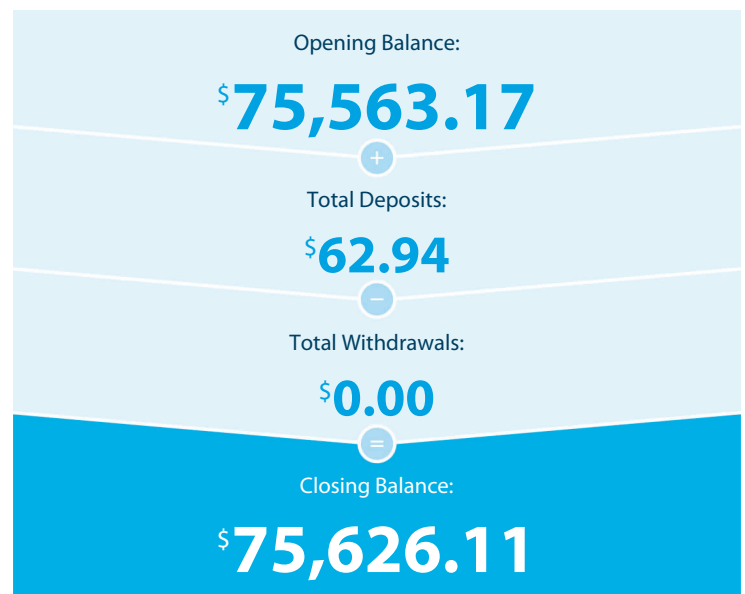 Opening Balance:
$75,563.17
+
Total Deposits:
$62.94
−
Total Withdrawals:
$0.00
=
Closing Balance:
$75,626.11